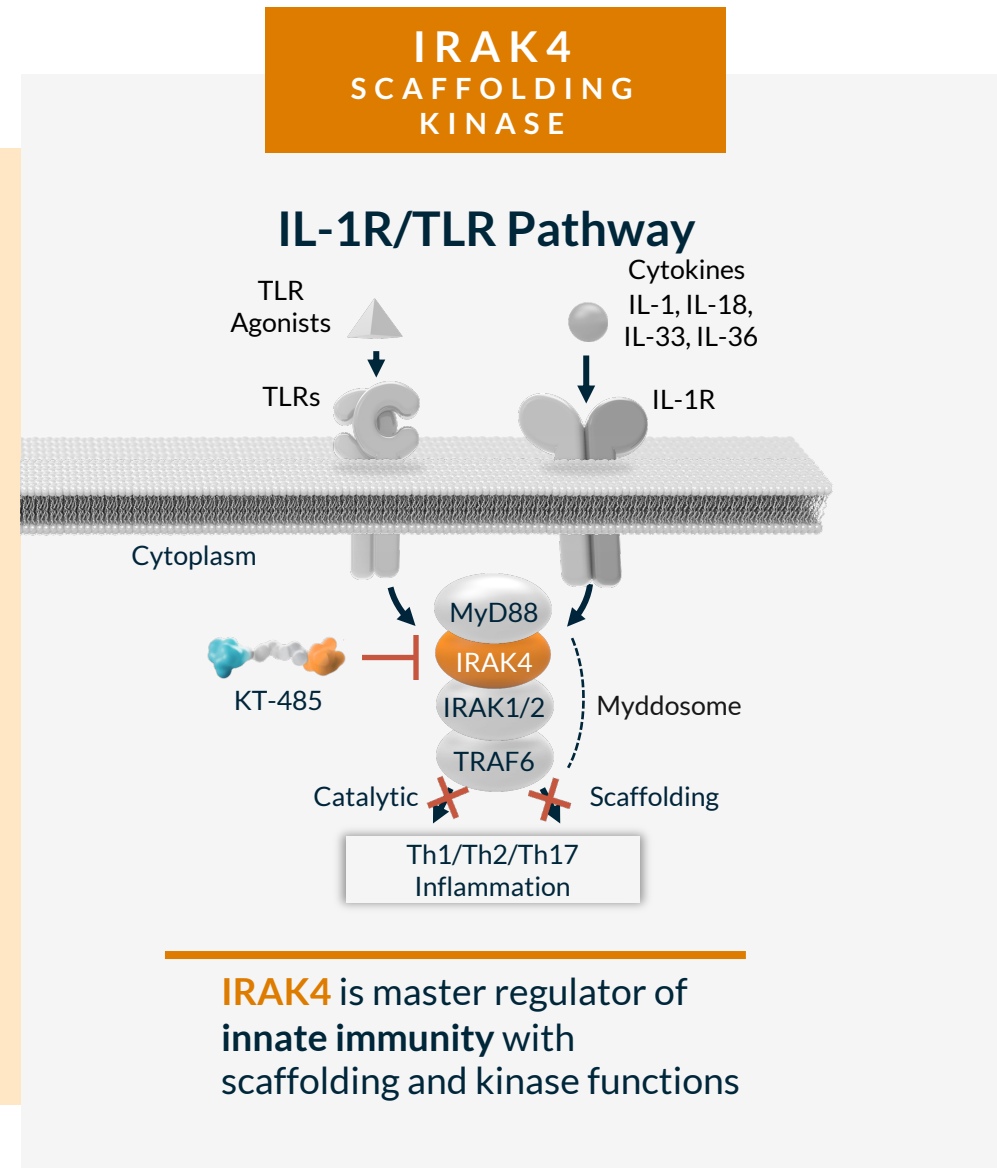 IRAK4
SCAFFOLDING
KINASE
IL-1R/TLR Pathway
TLR
Agonists
Cytokines
IL-1, IL-18,
IL-33, IL-36
TLRs
IL-1R
Cytoplasm
MyD88
IRAK4
KT-485
IRAK1/2
Myddosome
TRAF6
Catalytic
Scaffolding
Th1/Th2/Th17
Inflammation
IRAK4 is master regulator of
innate immunity with
scaffolding and kinase functions